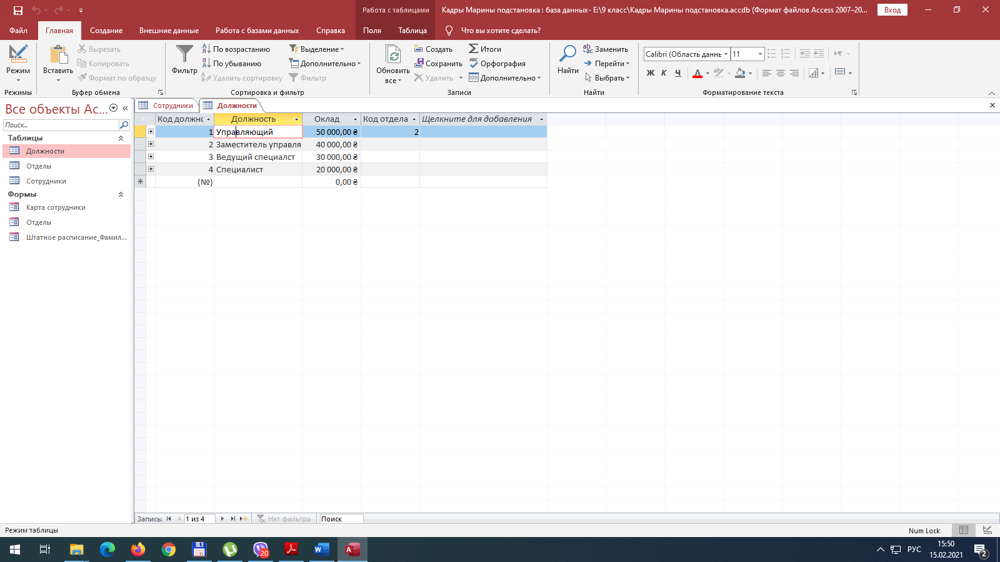 Работа с таблицами
Кадры Марины подстановка : база данных- E:\9 класс\Кадры Марины подстановка.accdb (Формат файлов Access 2007–20...
Вход
Файл
Главная
Создание
Внешние данные
Работа с базами данных
Справка
Поля
Таблица
Что вы хотите сделать?
Режим
Режимы
Вставить
Вырезать
Копировать
Формат по образцу
Буфер обмена
Фильтр
По возрастанию
По убыванию
Удалить сортировку
Выделение
Дополнительно
Фильтр
Сортировка и фильтр
Обновить
все
Создать
Сохранить
Удалить
Итоги
Орфография
Дополнительно
Записи
Найти
Заменить
Перейти
Выбрать
Найти
Calibri (Область данны
11
Ж К Ч
Форматирование текста
Все объекты Ac...
Поиск...
Таблицы
Должности
Отделы
Сотрудники
Формы
Карта сотрудники
Отделы
Штатное расписание_Фамил...
Сотрудники
Должности
Код должнс Должность Оклад Код отдела Щелкните для добавления
1 Управляющий 50 000,00 ₴ 2
2 Заместитель управля 40 000,00 ₴
3 Ведущий специалст 30 000,00 ₴
4 Специалист 20 000,00 ₴
(№) 0,00 ₴
Запись: 1 из 4 Нет фильтра Поиск
Режим таблицы
Num Lock
20
РУС
15:50
15.02.2021
2